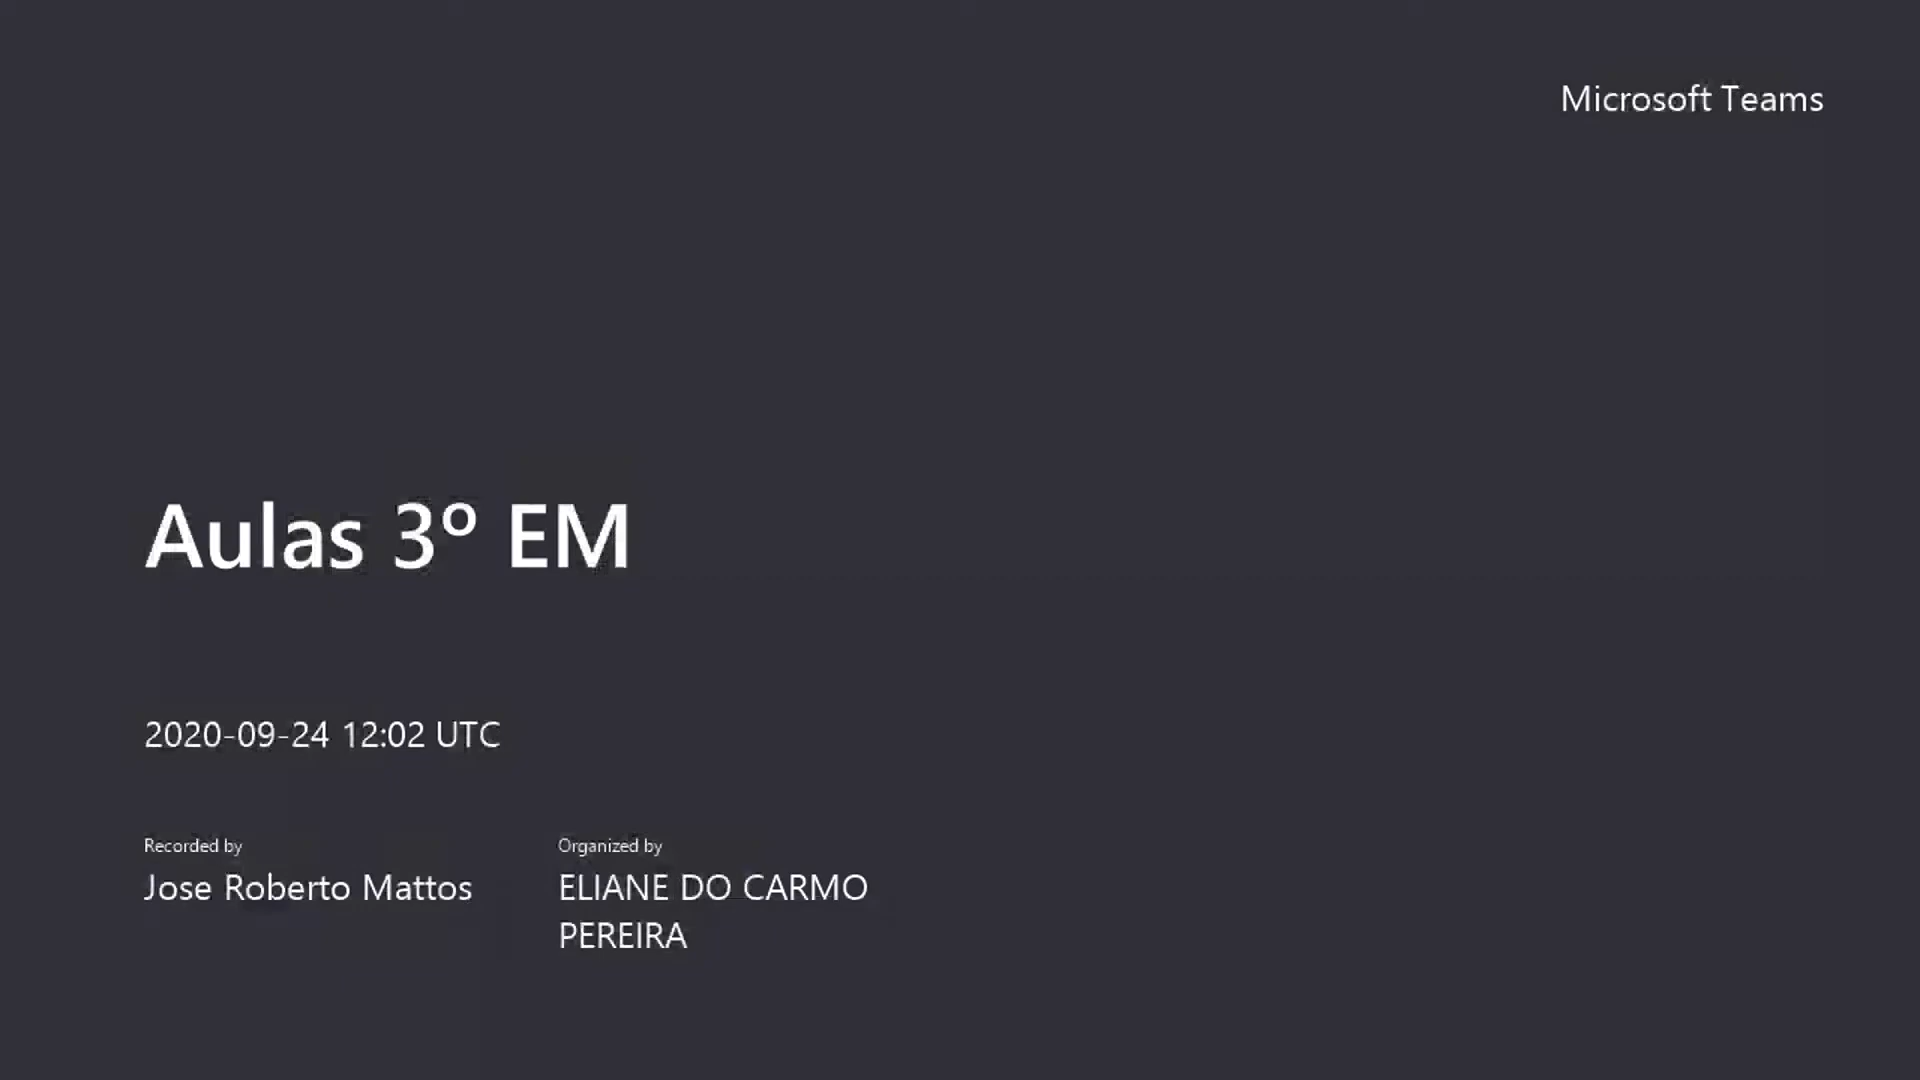 Microsoft Teams
Aulas 3º EM
2020-09-24 12:02 UTC
Recorded by
Jose Roberto Mattos
Organized by
ELIANE DO CARMO
PEREIRA